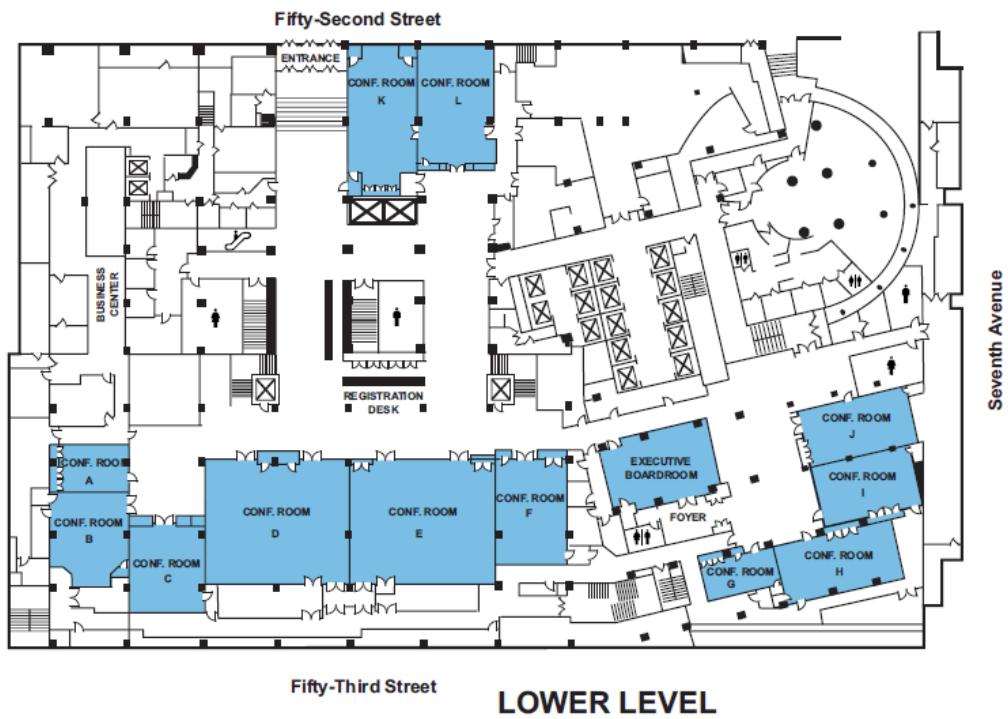 Fifty-Second Street
ENTRANCE
CONF. ROOM
K
CONF. ROOM
L
BUSINESS
CENTER
Seventh Avenue
REGISTRATION
DESK
CONF. ROOM
J
CONF. ROOM
A
EXECUTIVE
BOARDROOM
CONF. ROOM
I
CONF. ROOM
B
CONF. ROOM
D
CONF. ROOM
E
CONF. ROOM
F
FOYER
CONF. ROOM
C
CONF. ROOM
G
CONF. ROOM
H
Fifty-Third Street
LOWER LEVEL